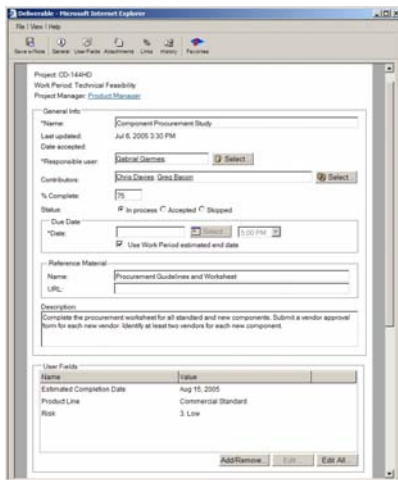 Deliverable - Microsoft Internet Explorer
File | View | Help
Save w/Note General User Fields Attachments Links History Favorites
Project: CD-144HD
Work Period: Technical Feasibility
Project Manager: Product Manager
General Info
*Name: Component Procurement Study
Last updated: Jul 6, 2005 3:30 PM
Date accepted:
*Responsible user: Gabriel Germes Select...
Contributors: Chris Davies Greg Bacon Select...
% Complete: 75
Status: In process Accepted Skipped
Due Date
*Date: Select... 5:00 PM
Use Work Period estimated end date
Reference Material
Name: Procurement Guidelines and Worksheet
URL:
Description
Complete the procurement worksheet for all standard and new components. Submit a vendor approval
form for each new vendor. Identify at least two vendors for each new component.
User Fields
Name Value
Estimated Completion Date Aug 15, 2005
Product Line Commercial Standard
Risk 3. Low
Add/Remove... Edit... Edit All...